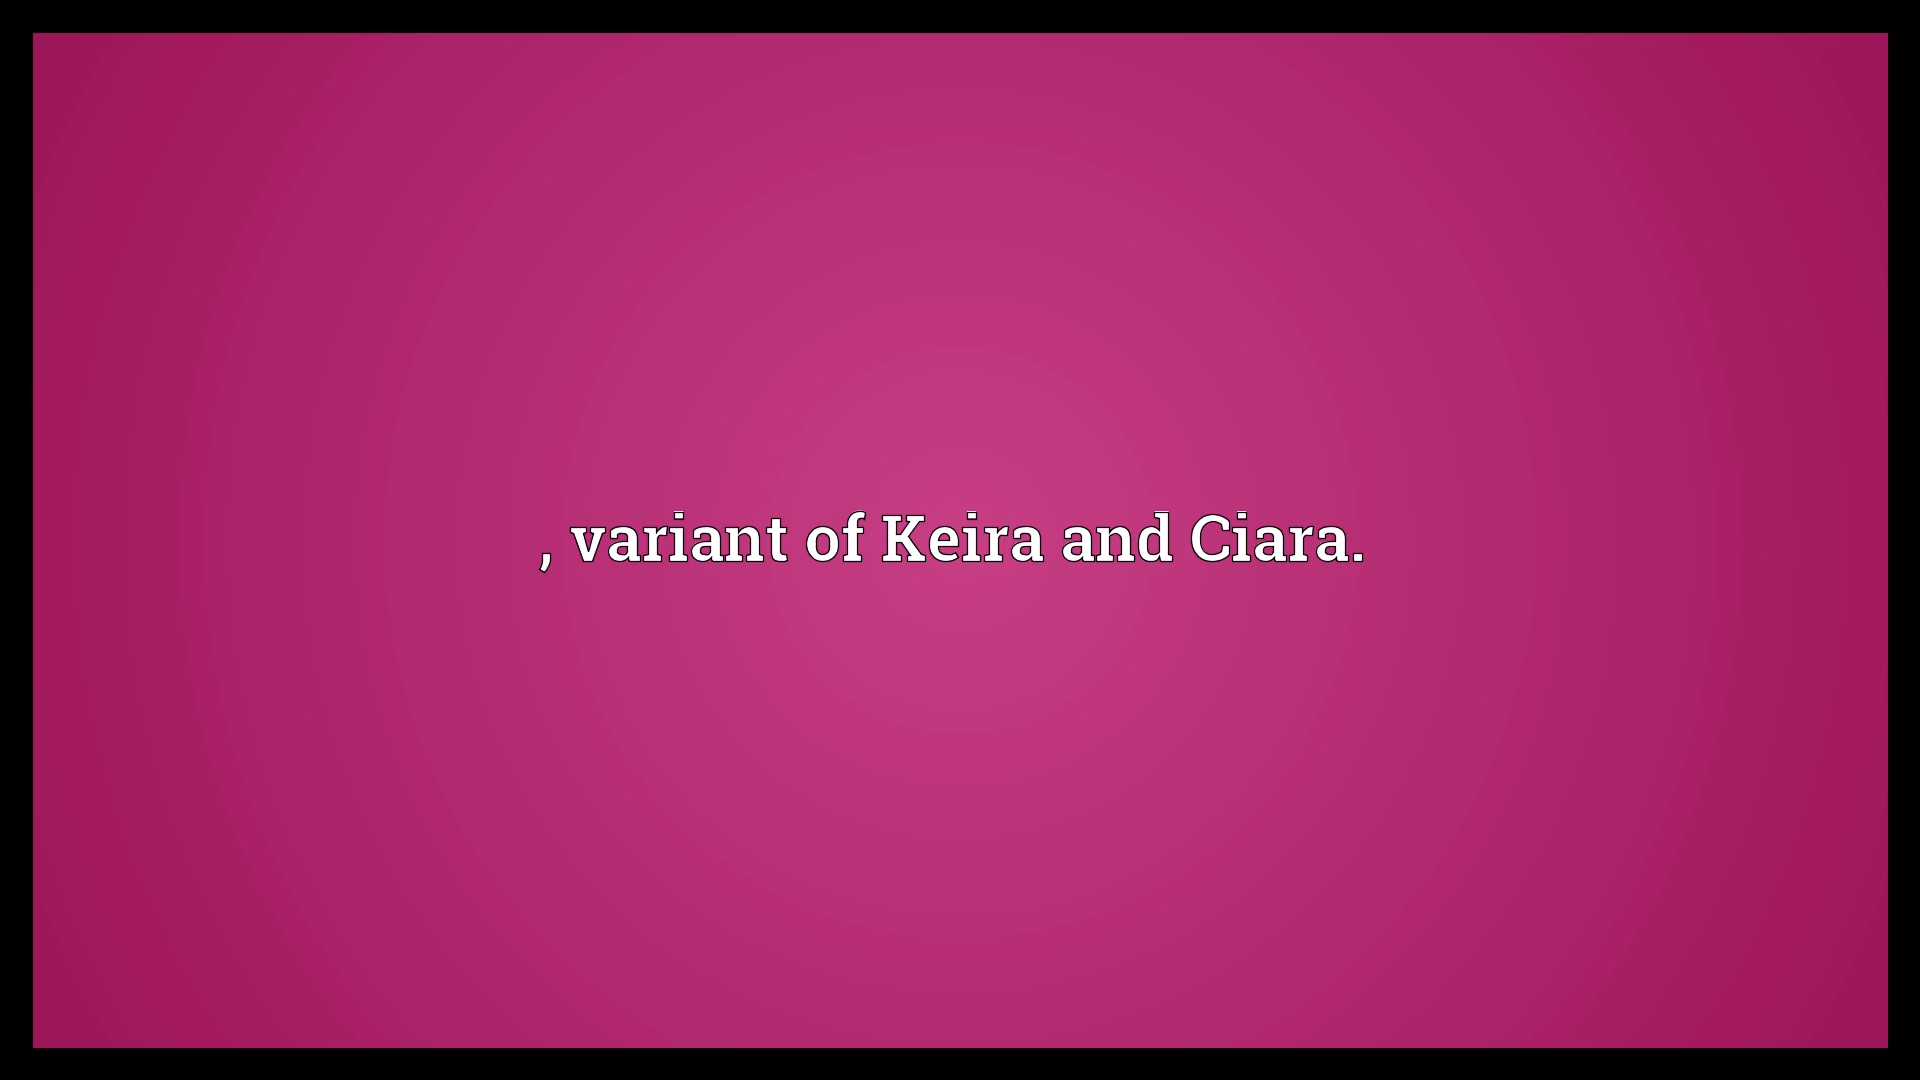 , variant of Keira and Ciara.